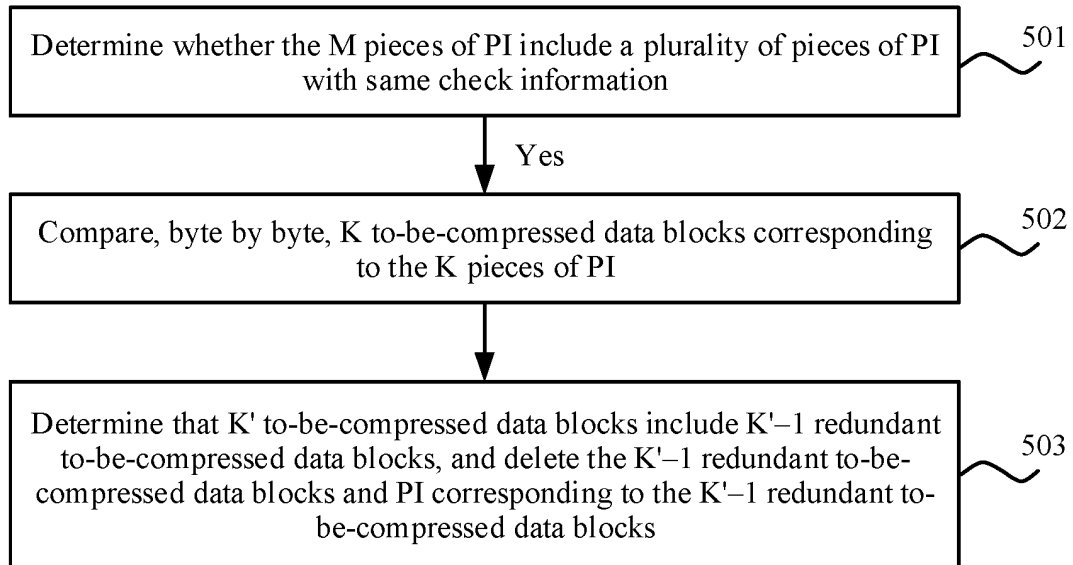 Determine whether the M pieces of PI include a plurality of pieces of PI
with same check information
501
Yes
Compare, byte by byte, K to-be-compressed data blocks corresponding
to the K pieces of PI
502
Determine that K' to-be-compressed data blocks include K'–1 redundant
to-be-compressed data blocks, and delete the K'–1 redundant to-be-
compressed data blocks and PI corresponding to the K'–1 redundant to-
be-compressed data blocks
503